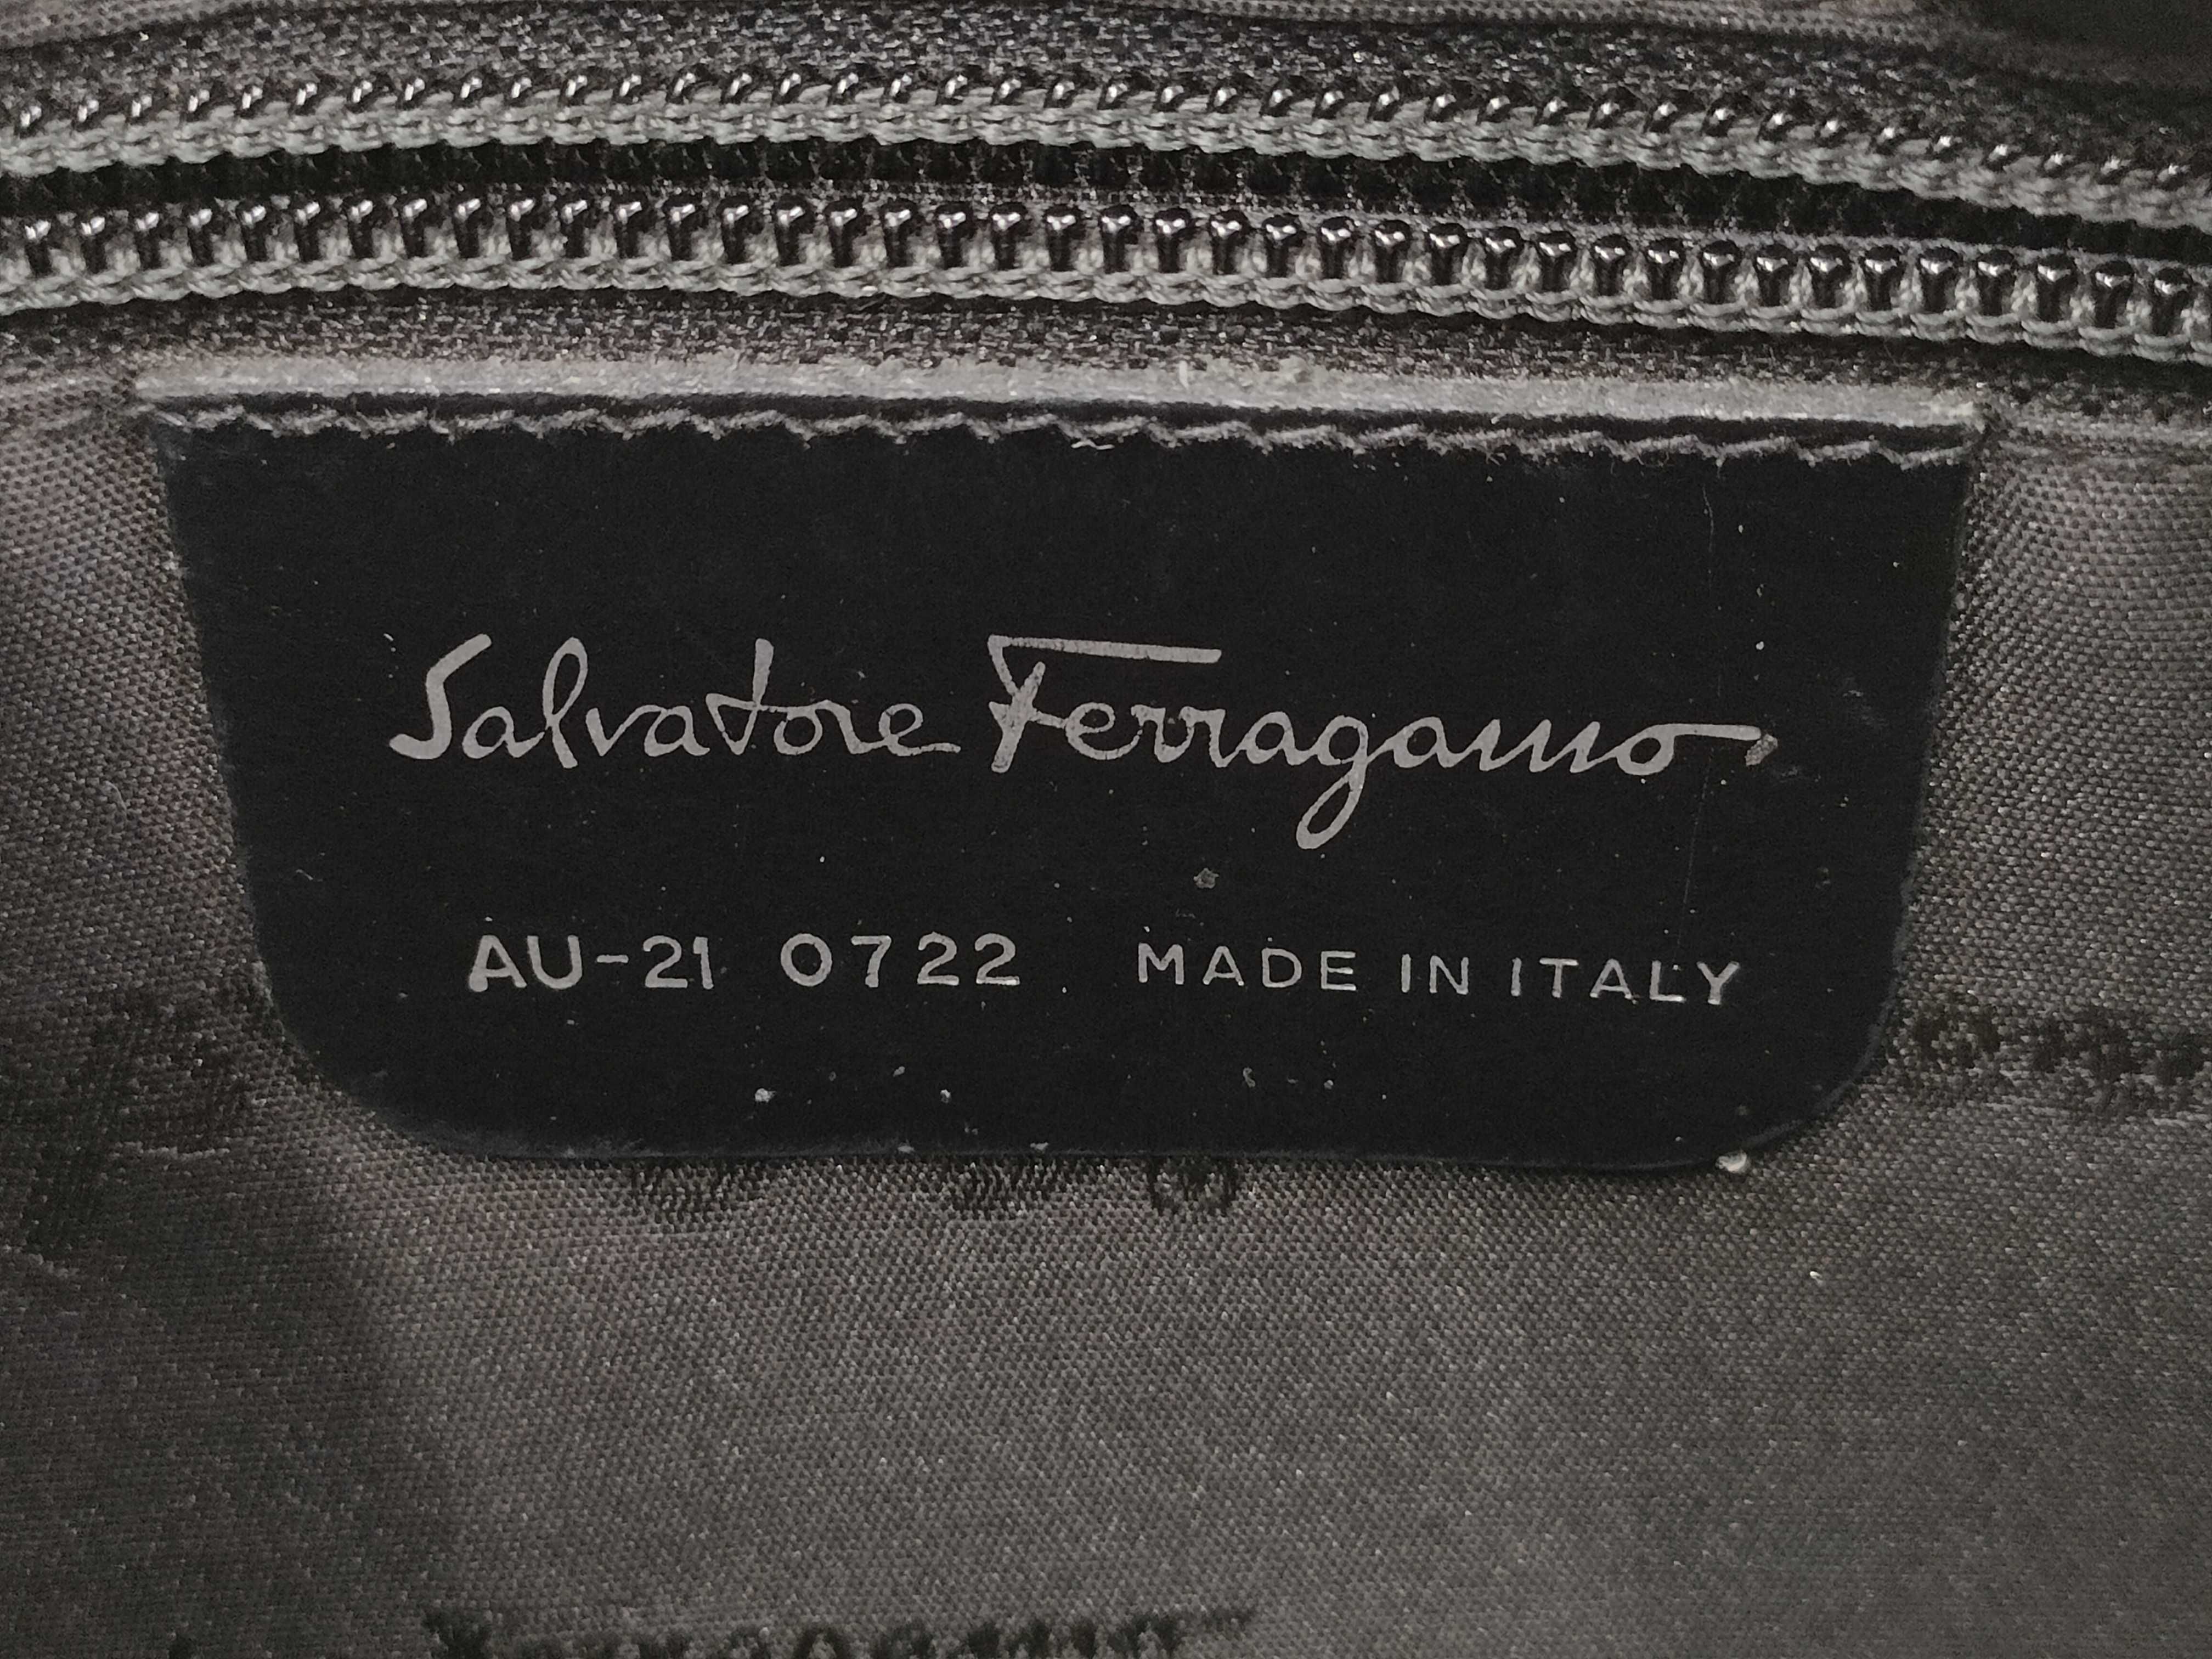 Salvatore Ferragamo
AU-21 0722 MADE IN ITALY